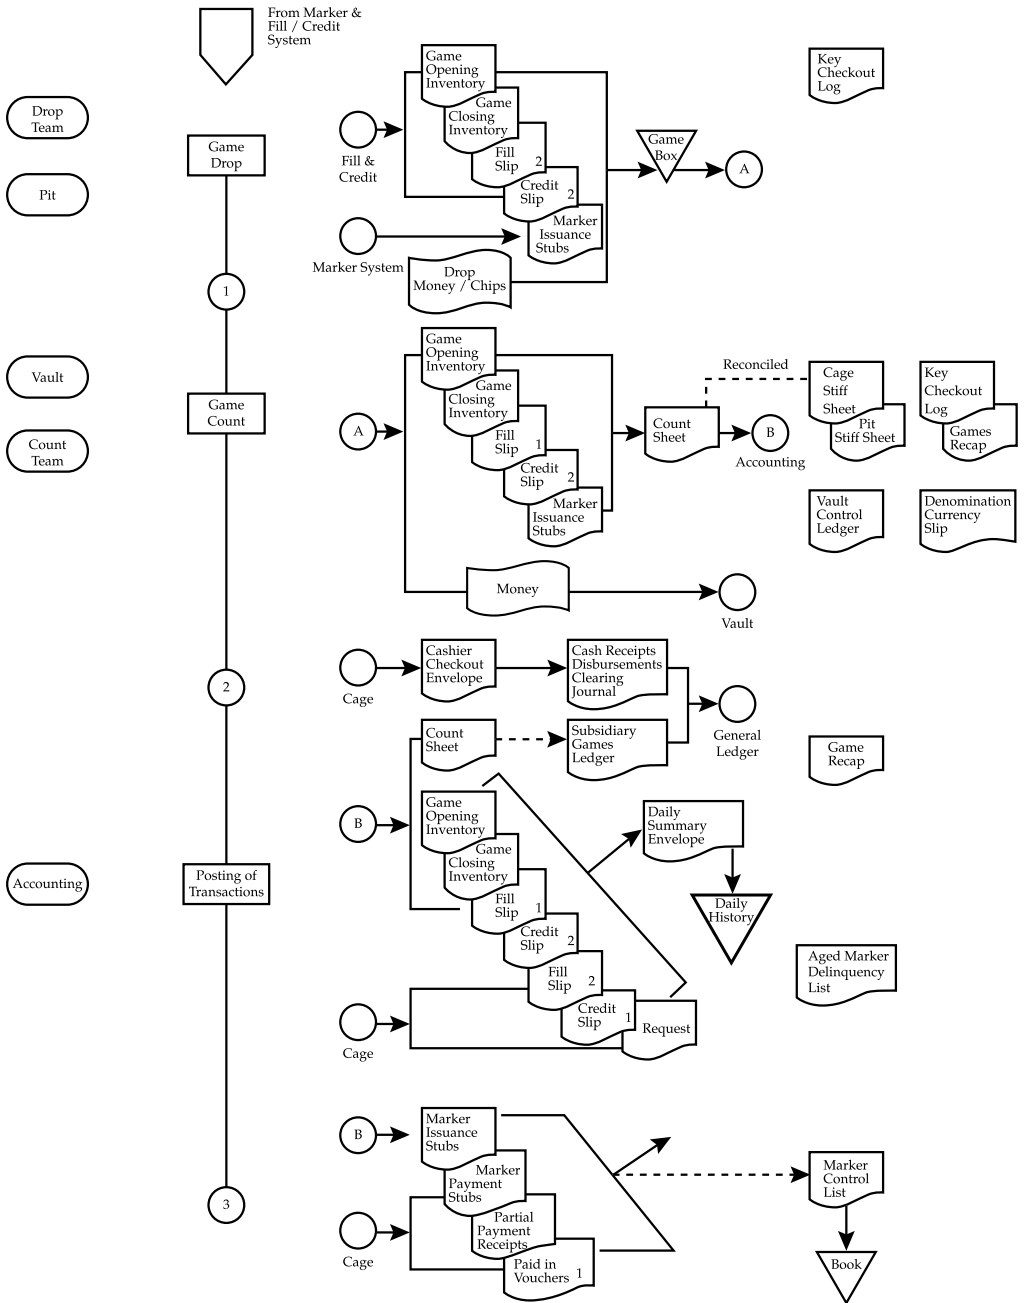 From Marker &
Fill / Credit
System
Drop
Team
Pit
Game
Drop
1
Fill &
Credit
Marker System
Game
Opening
Inventory
Game
Closing
Inventory
Fill
Slip 2
Credit
Slip 2
Marker
Issuance
Stubs
Drop
Money / Chips
Game
Box
A
Key
Checkout
Log
Vault
Count
Team
Game
Count
2
A
Game
Opening
Inventory
Game
Closing
Inventory
Fill
Slip 1
Credit
Slip 2
Marker
Issuance
Stubs
Money
Count
Sheet
Reconciled
B
Accounting
Vault
Cage
Stiff
Sheet
Pit
Stiff Sheet
Key
Checkout
Log
Games
Recap
Vault
Control
Ledger
Denomination
Currency
Slip
Cage
Cashier
Checkout
Envelope
Cash Receipts
Disbursements
Clearing
Journal
Count
Sheet
Subsidiary
Games
Ledger
General
Ledger
Game
Recap
Accounting
Posting of
Transactions
3
B
Game
Opening
Inventory
Game
Closing
Inventory
Fill
Slip 1
Credit
Slip 2
Fill
Slip 2
Credit
Slip 1
Request
Cage
Daily
Summary
Envelope
Daily
History
Aged Marker
Delinquency
List
B
Marker
Issuance
Stubs
Marker
Payment
Stubs
Partial
Payment
Receipts
Paid in
Vouchers 1
Cage
Marker
Control
List
Book